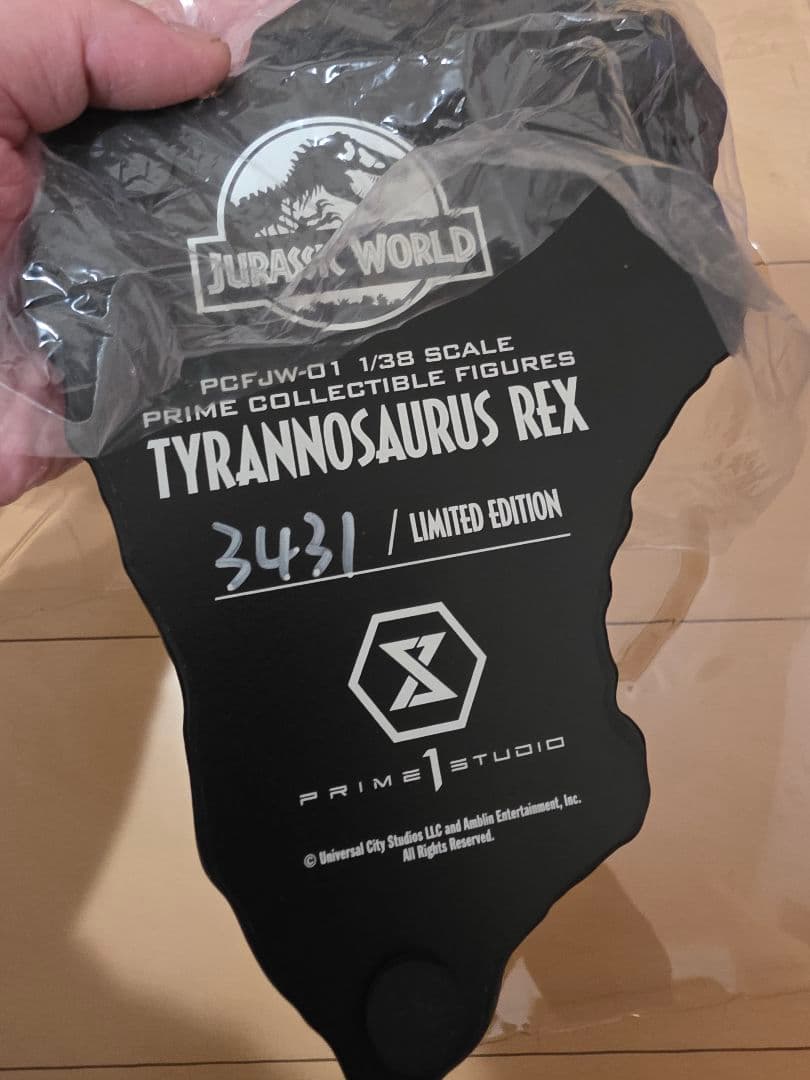 JURASSIC WORLD
PCFJW-01 1/38 SCALE
PRIME COLLECTIBLE FIGURES
TYRANNOSAURUS REX
3431 / LIMITED EDITION
PRIME 1 STUDIO
© Universal City Studios LLC and Amblin Entertainment, Inc.
All Rights Reserved.